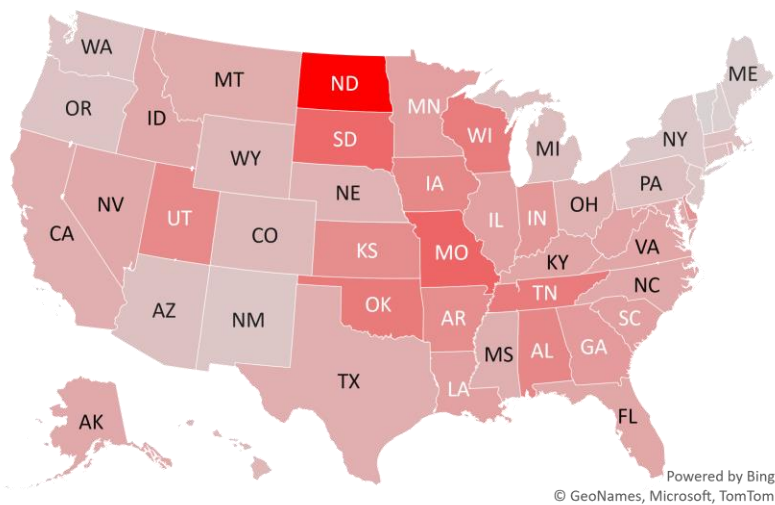 WA
ME
MT
ND
MN
OR
ID
WI
NY
SD
MI
WY
PA
IA
NE
OH
NV
UT
IL
IN
CA
CO
KS
MO
VA
KY
NC
TN
AZ
NM
OK
AR
SC
MS
AL
GA
TX
LA
AK
FL
Powered by Bing
© GeoNames, Microsoft, TomTom